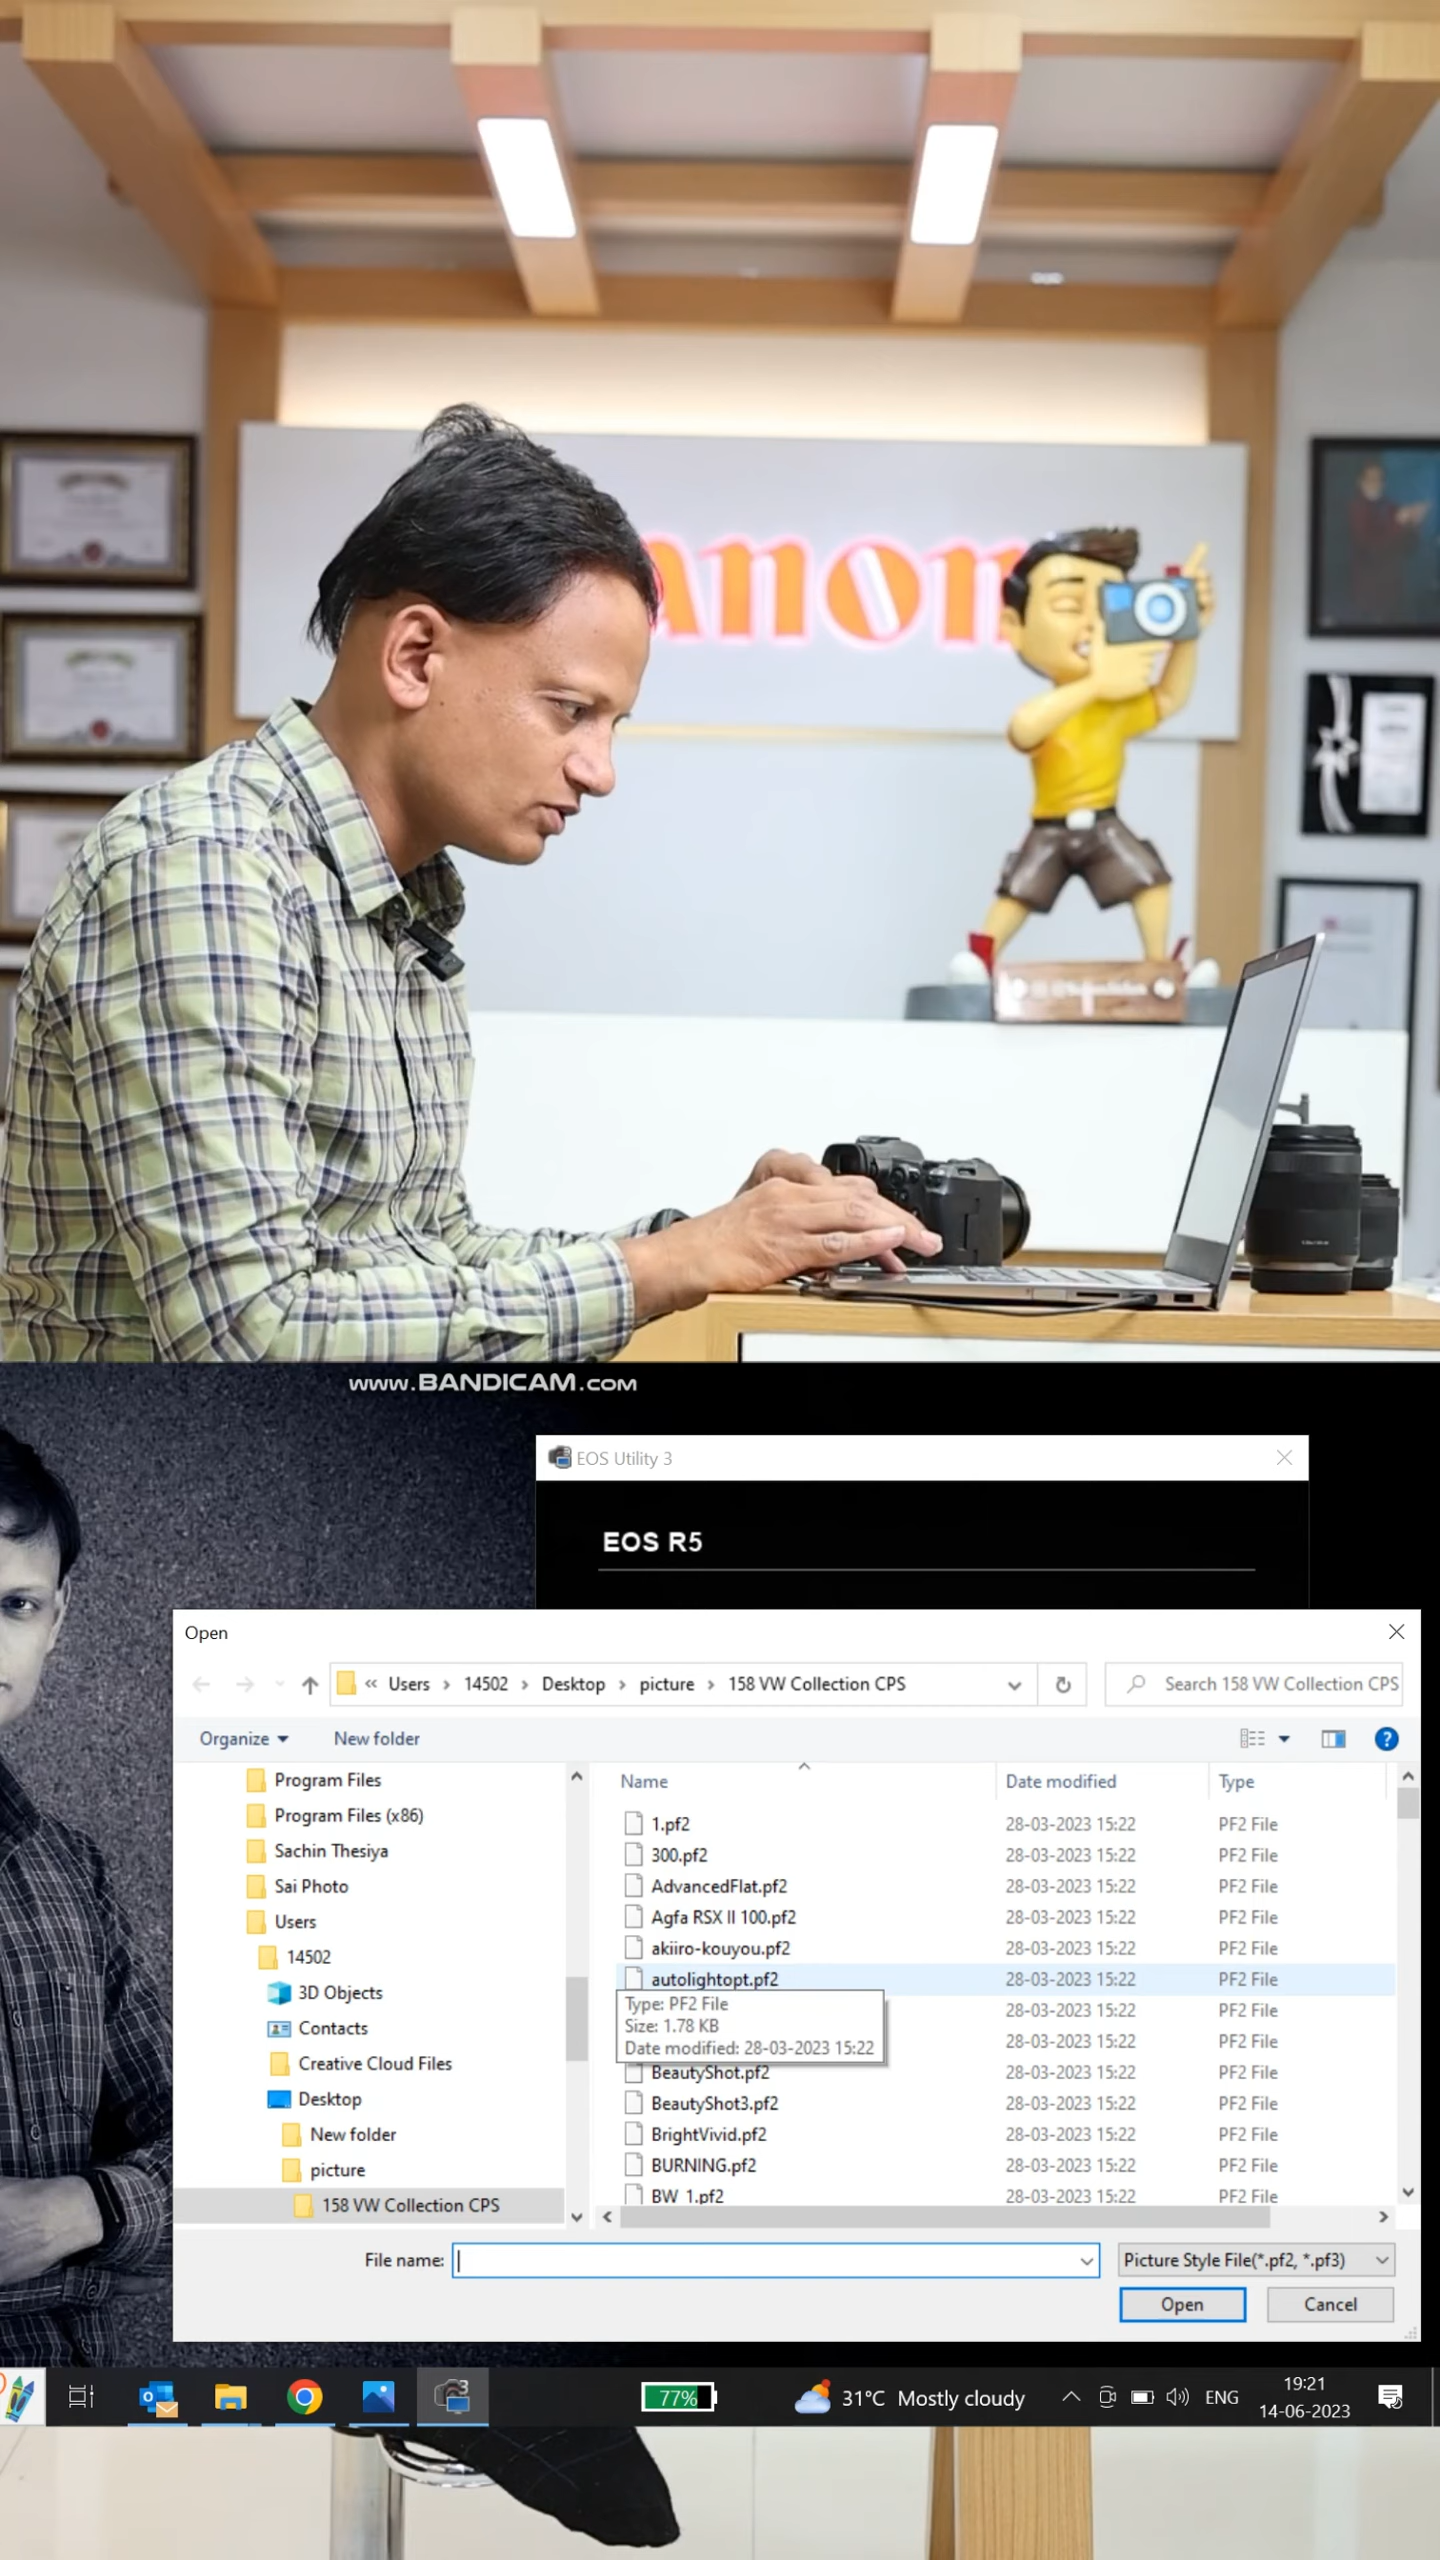 anon
www.BANDICAM.com
EOS Utility 3
EOS R5
Open
« Users › 14502 › Desktop › picture › 158 VW Collection CPS
Search 158 VW Collection CPS
Organize
New folder
Program Files
Program Files (x86)
Sachin Thesiya
Sai Photo
Users
14502
3D Objects
Contacts
Creative Cloud Files
Desktop
New folder
picture
158 VW Collection CPS
Name Date modified Type
1.pf2 28-03-2023 15:22 PF2 File
300.pf2 28-03-2023 15:22 PF2 File
AdvancedFlat.pf2 28-03-2023 15:22 PF2 File
Agfa RSX II 100.pf2 28-03-2023 15:22 PF2 File
akiiro-kouyou.pf2 28-03-2023 15:22 PF2 File
autolightopt.pf2 28-03-2023 15:22 PF2 File
28-03-2023 15:22 PF2 File
28-03-2023 15:22 PF2 File
Type: PF2 File
Size: 1.78 KB
Date modified: 28-03-2023 15:22
BeautyShot.pf2 28-03-2023 15:22 PF2 File
BeautyShot3.pf2 28-03-2023 15:22 PF2 File
BrightVivid.pf2 28-03-2023 15:22 PF2 File
BURNING.pf2 28-03-2023 15:22 PF2 File
BW_1.pf2 28-03-2023 15:22 PF2 File
File name:
Picture Style File(*.pf2, *.pf3)
Open
Cancel
77%
31°C Mostly cloudy
ENG
19:21
14-06-2023